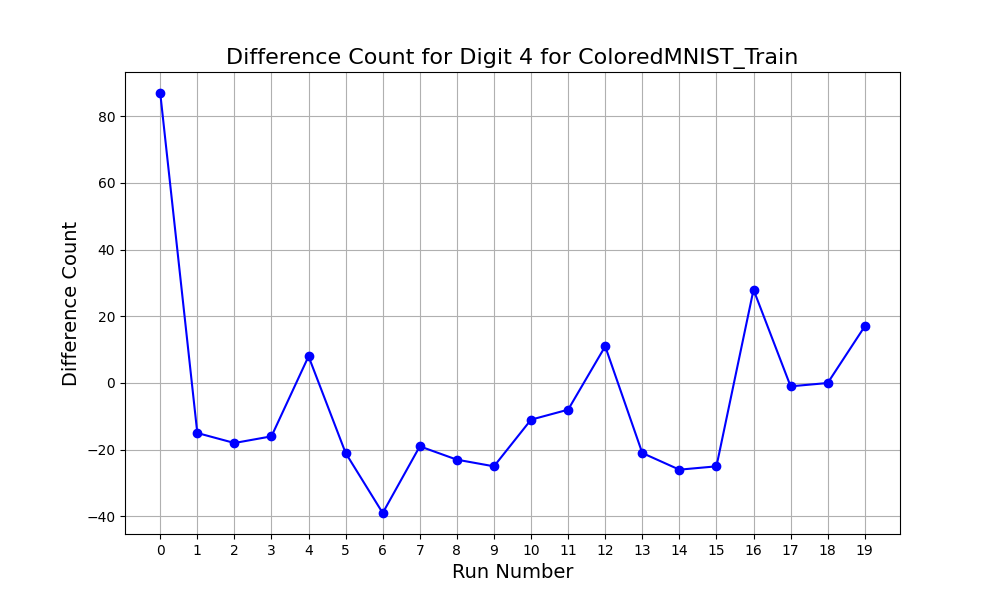 Difference Count for Digit 4 for ColoredMNIST_Train
Difference Count
80
60
40
20
0
−20
−40
0 1 2 3 4 5 6 7 8 9 10 11 12 13 14 15 16 17 18 19
Run Number